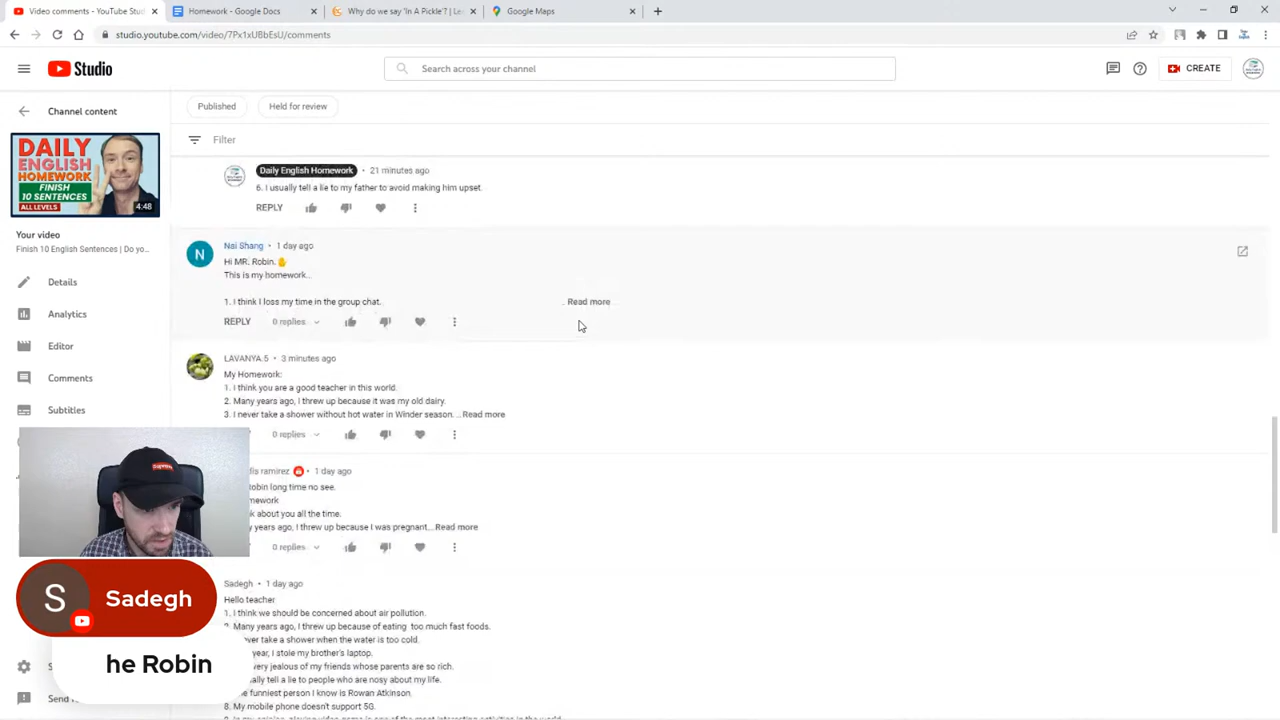 Video comments - YouTube Stud
Homework - Google Docs
Why do we say 'In A Pickle'? | Le
Google Maps
studio.youtube.com/video/7Px1xUBbEsU/comments
Studio
Search across your channel
CREATE
Channel content
Published
Held for review
Filter
DAILY
ENGLISH
HOMEWORK
FINISH
10 SENTENCES
ALL LEVELS
4:48
Your video
Finish 10 English Sentences | Do yo...
Details
Analytics
Editor
Comments
Subtitles
Daily English Homework • 21 minutes ago
6. I usually tell a lie to my father to avoid making him upset.
REPLY
N
Nai Shang • 1 day ago
Hi MR. Robin.
This is my homework...
1. I think I loss my time in the group chat.
... Read more
REPLY
0 replies
LAVANYA.5 • 3 minutes ago
My Homework:
1. I think you are a good teacher in this world.
2. Many years ago, I threw up because it was my old dairy.
3. I never take a shower without hot water in Winder season. ... Read more
0 replies
ramirez • 1 day ago
Robin long time no see.
about you all the time.
years ago, I threw up because I was pregnant... Read more
0 replies
Sadegh • 1 day ago
Hello teacher
1. I think we should be concerned about air pollution.
Many years ago, I threw up because of eating too much fast foods.
take a shower when the water is too cold.
year, I stole my brother's laptop.
very jealous of my friends whose parents are so rich.
tell a lie to people who are nosy about my life.
funniest person I know is Rowan Atkinson.
8. My mobile phone doesn't support 5G.
S
Sadegh
he Robin